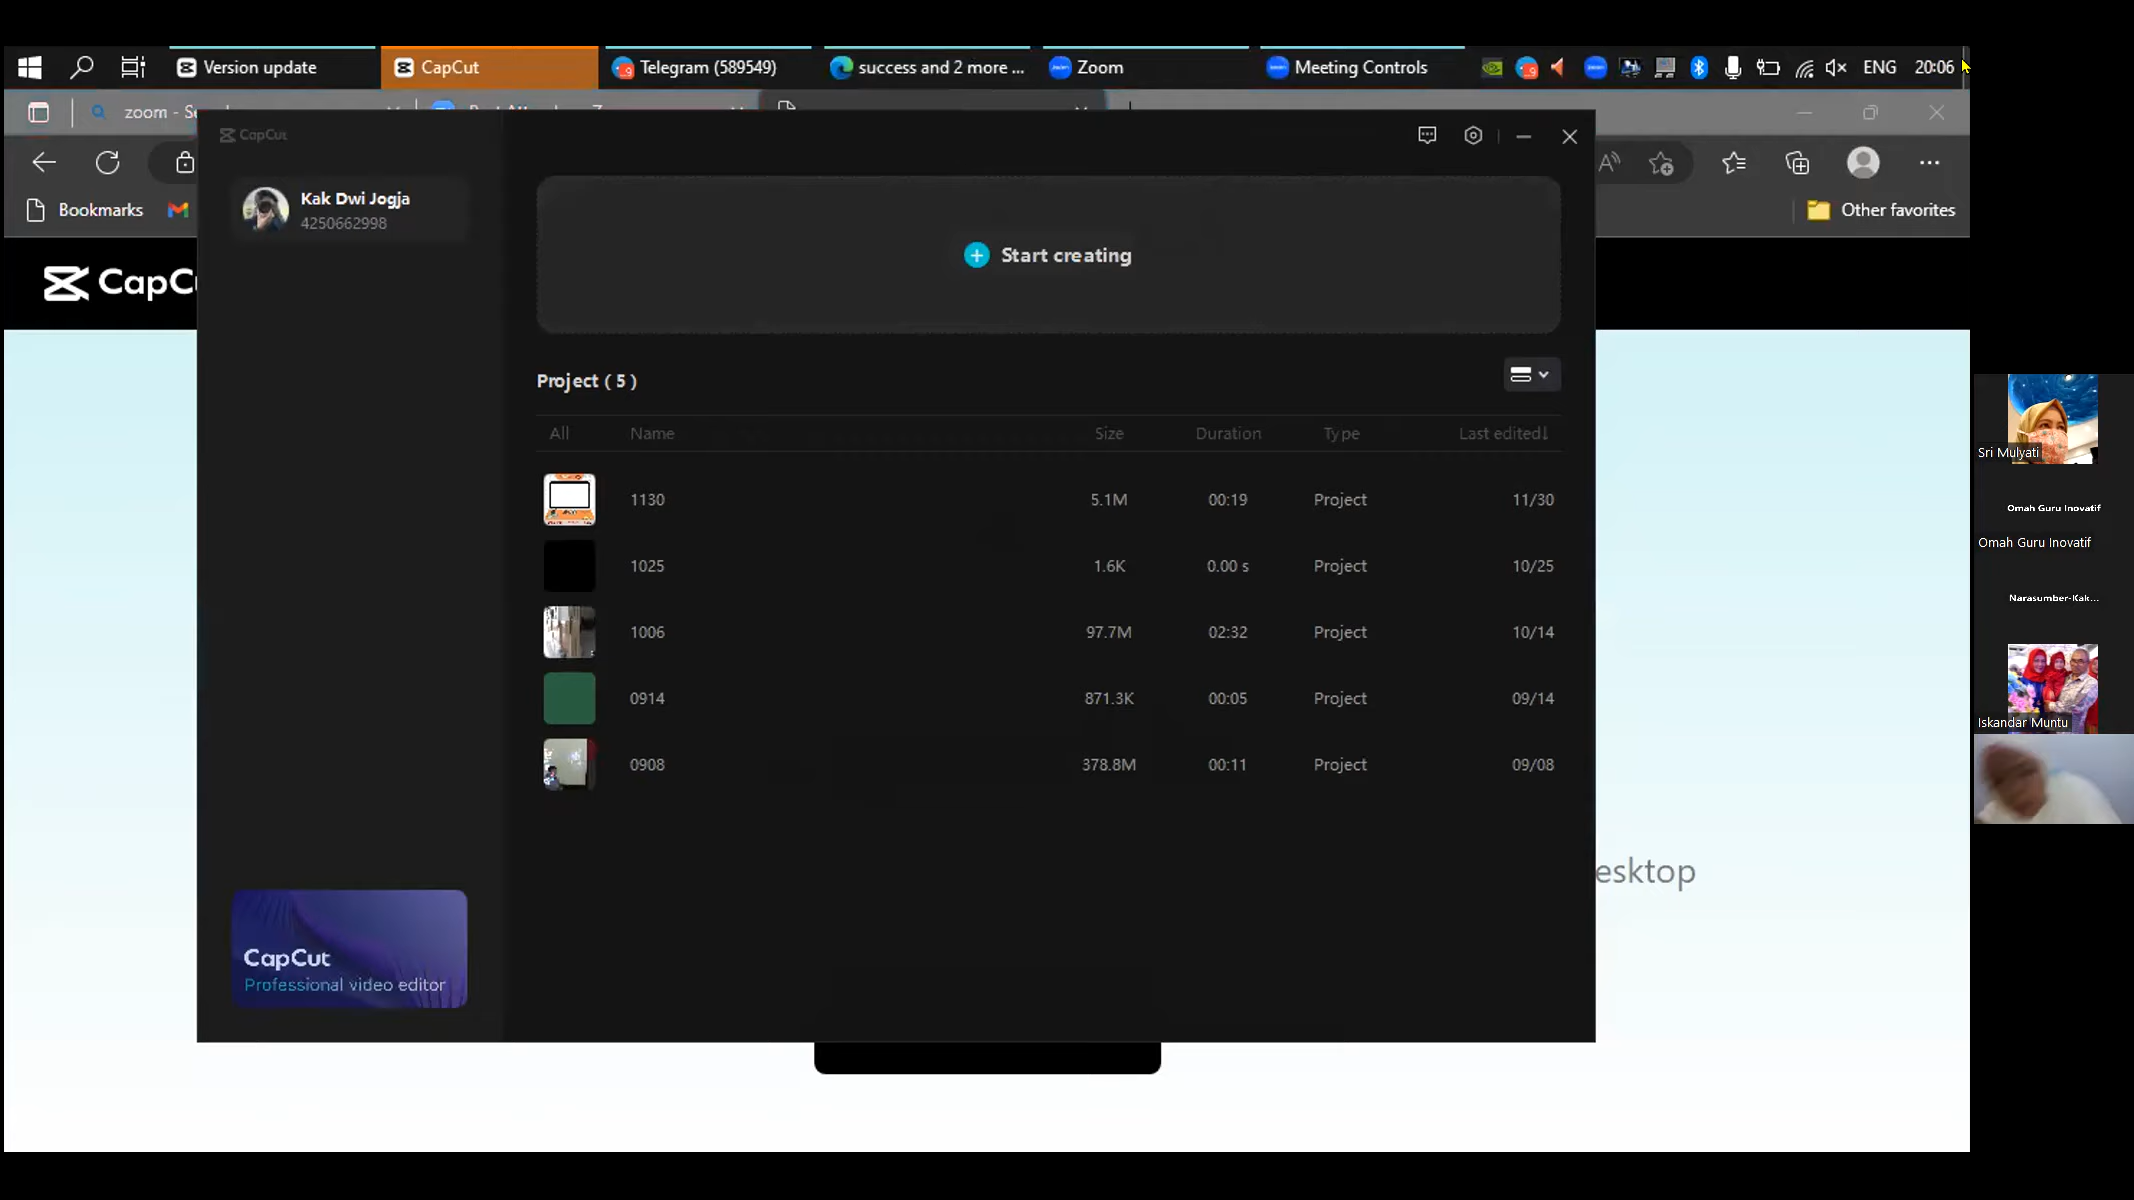 Version update
CapCut
Telegram (589549)
success and 2 more ...
Zoom
Meeting Controls
ENG
20:06
zoom - Se
Bookmarks
Other favorites
CapC
CapCut
Kak Dwi Jogja
4250662998
Start creating
Project ( 5 )
All Name Size Duration Type Last edited↓
1130 5.1M 00:19 Project 11/30
1025 1.6K 0.00 s Project 10/25
1006 97.7M 02:32 Project 10/14
0914 871.3K 00:05 Project 09/14
0908 378.8M 00:11 Project 09/08
CapCut
Professional video editor
esktop
Sri Mulyati
Omah Guru Inovatif
Omah Guru Inovatif
Narasumber-Kak...
Iskandar Muntu